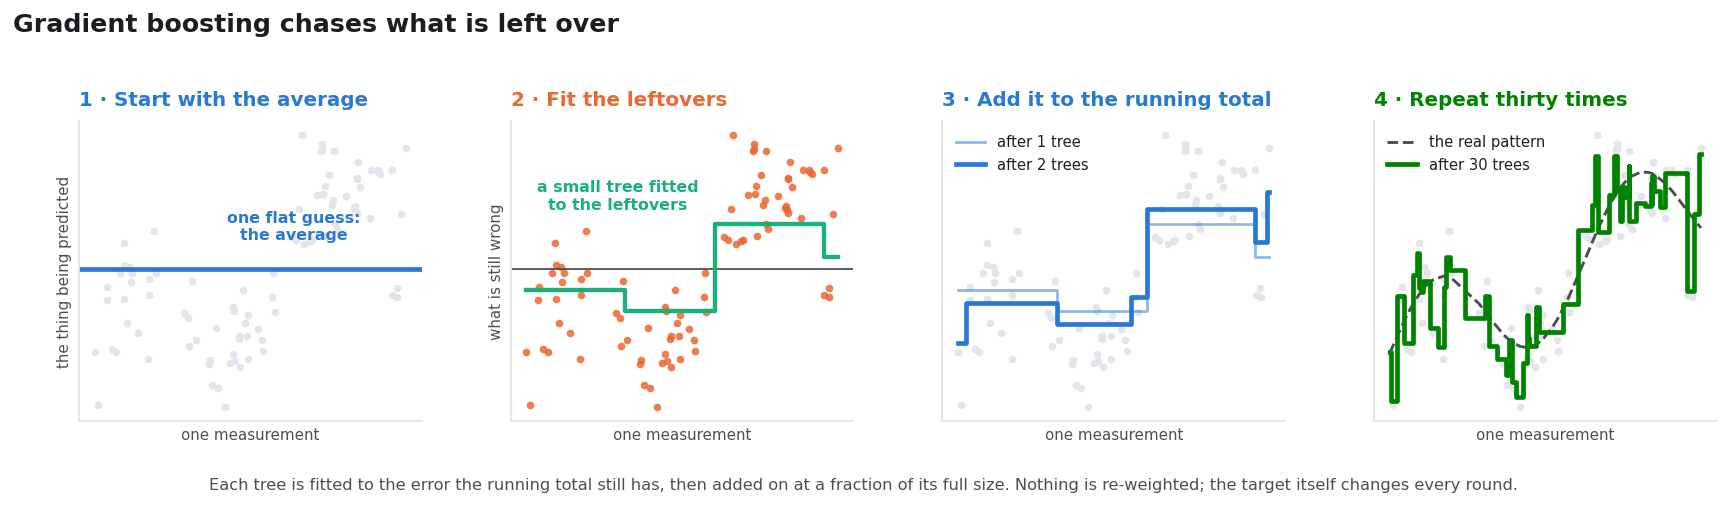 Gradient boosting chases what is left over
1 · Start with the average
one flat guess:
the average
the thing being predicted
one measurement
2 · Fit the leftovers
a small tree fitted
to the leftovers
what is still wrong
one measurement
3 · Add it to the running total
after 1 tree
after 2 trees
one measurement
4 · Repeat thirty times
the real pattern
after 30 trees
one measurement
Each tree is fitted to the error the running total still has, then added on at a fraction of its full size. Nothing is re-weighted; the target itself changes every round.